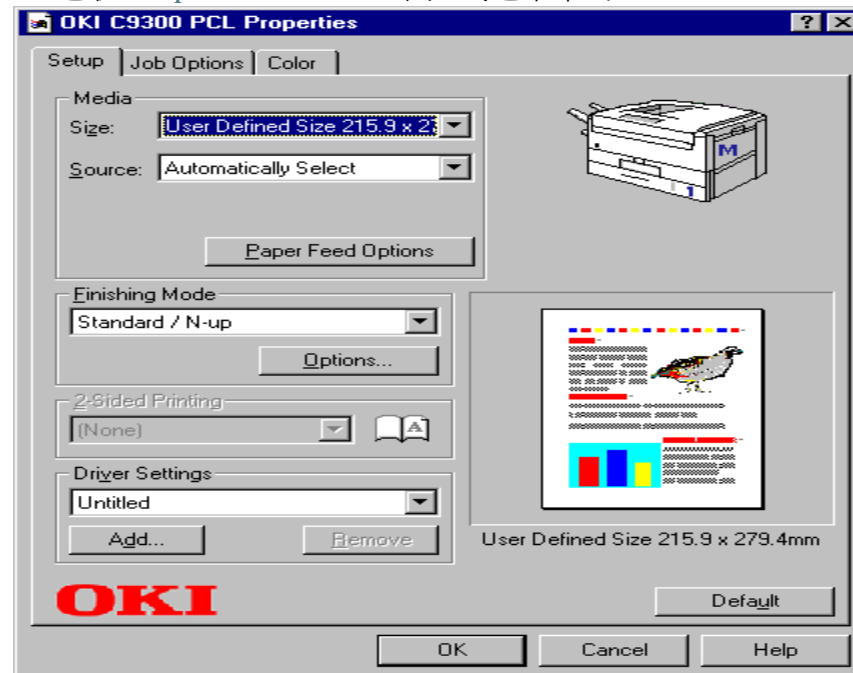 OKI C9300 PCL Properties
Setup
Job Options
Color
Media
Size: User Defined Size 215.9 x 2
Source: Automatically Select
Paper Feed Options
M
1
Finishing Mode
Standard / N-up
Options...
2-Sided Printing
(None)
A
Driver Settings
Untitled
Add...
Remove
User Defined Size 215.9 x 279.4mm
OKI
Default
OK
Cancel
Help